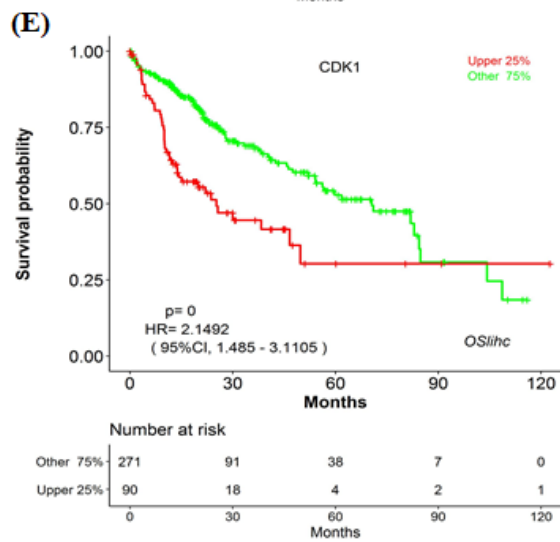 Months
(E)
CDK1
Upper 25%
Other 75%
Survival probability
1.00
0.75
0.50
0.25
0.00
p= 0
HR= 2.1492
( 95%CI, 1.485 - 3.1105 )
OSlihc
0 30 60 90 120
Months
Number at risk
Other 75% 271 91 38 7 0
Upper 25% 90 18 4 2 1
0 30 60 90 120
Months